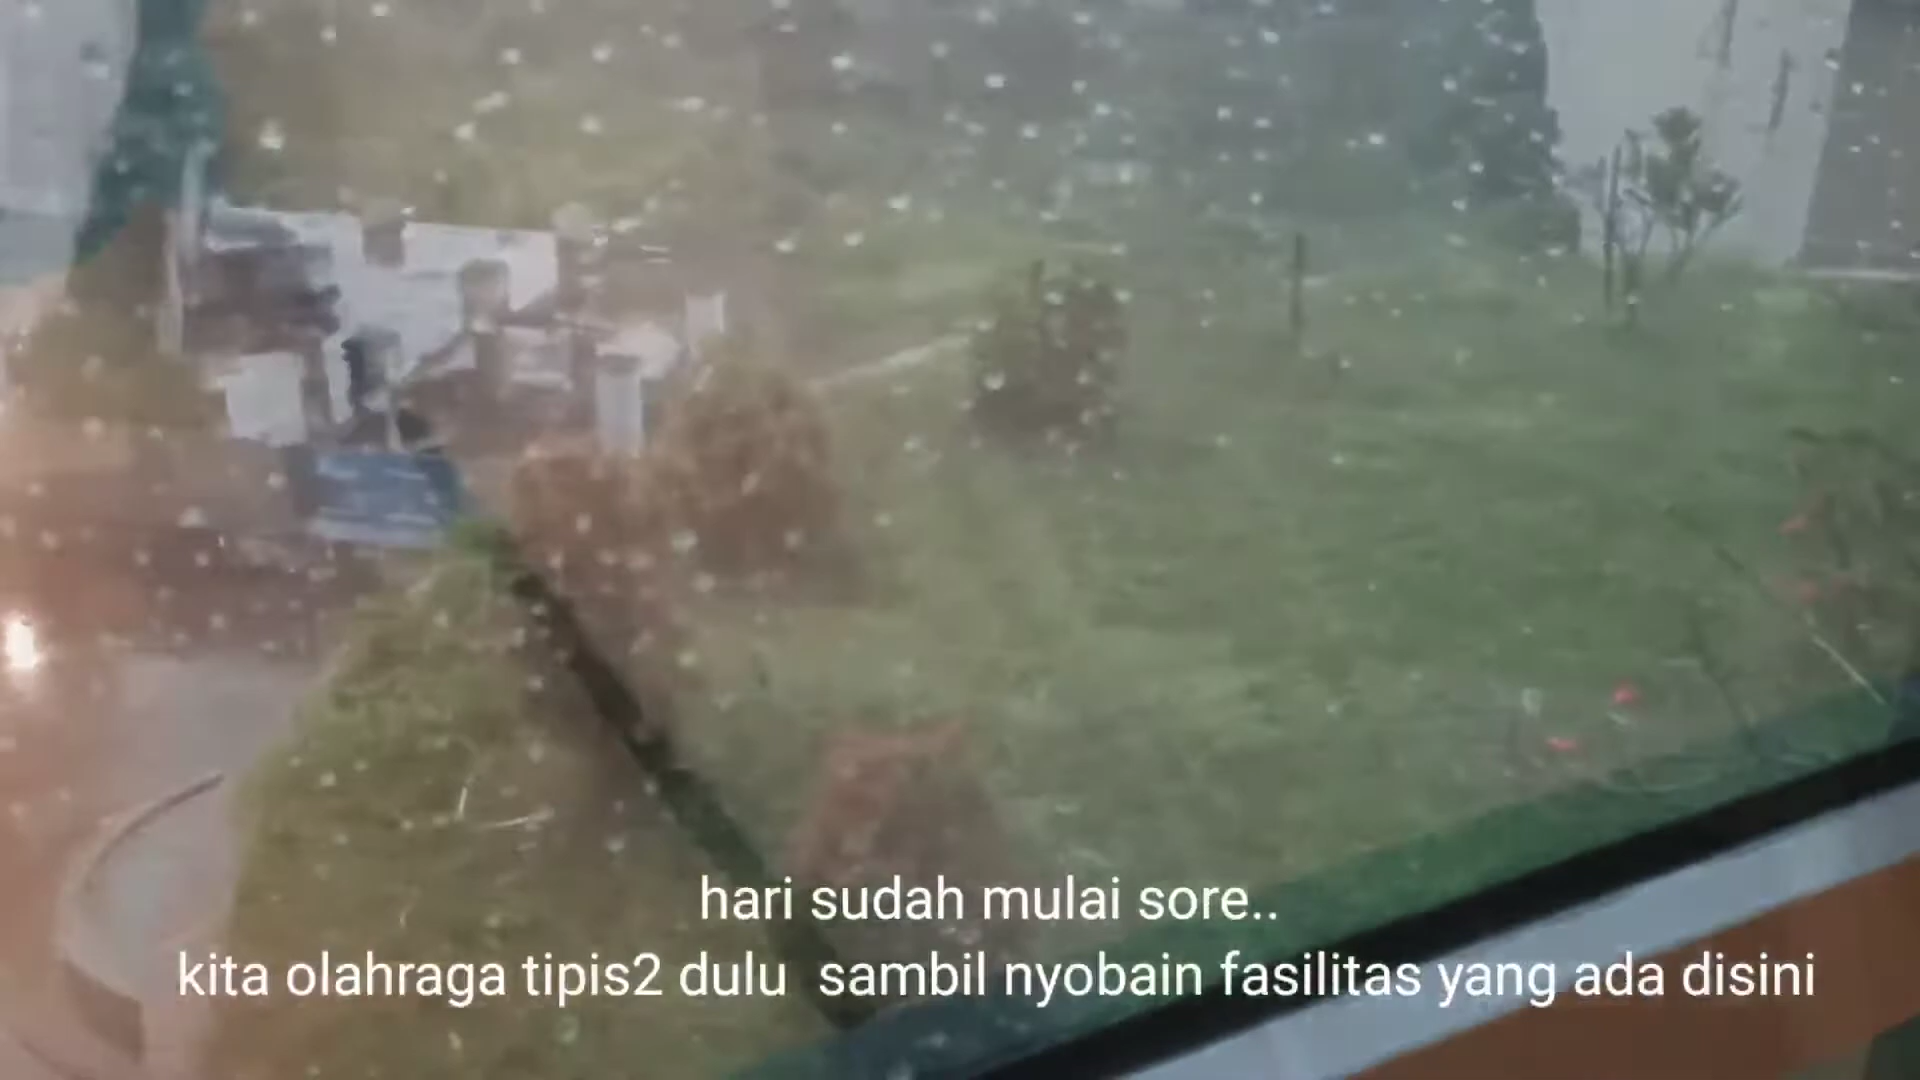 hari sudah mulai sore..
kita olahraga tipis2 dulu  sambil nyobain fasilitas yang ada disini